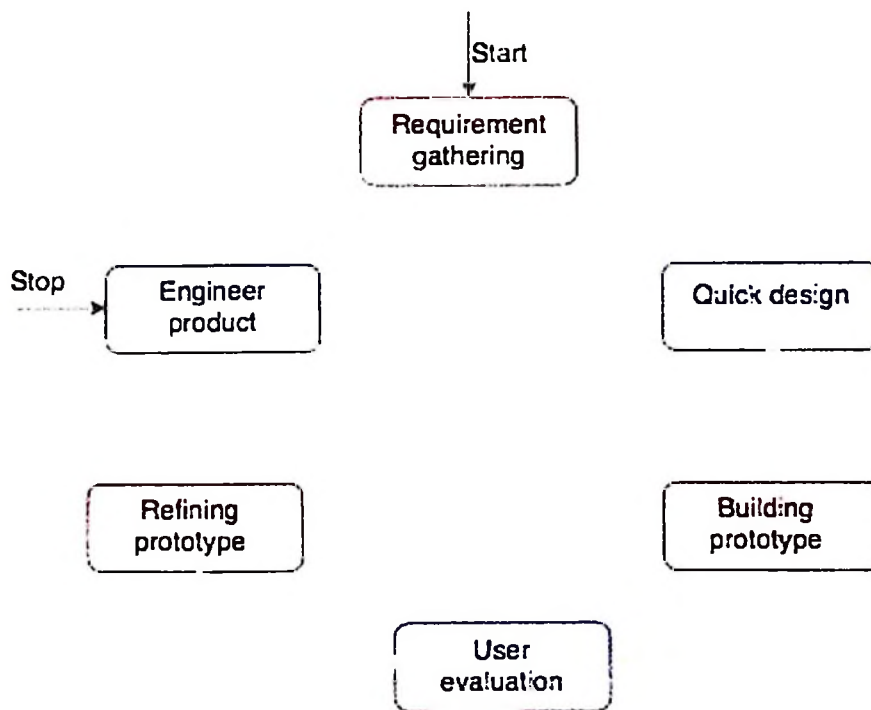 Start
Requirement
gathering
Stop
Engineer
product
Quick design
Refining
prototype
Building
prototype
User
evaluation